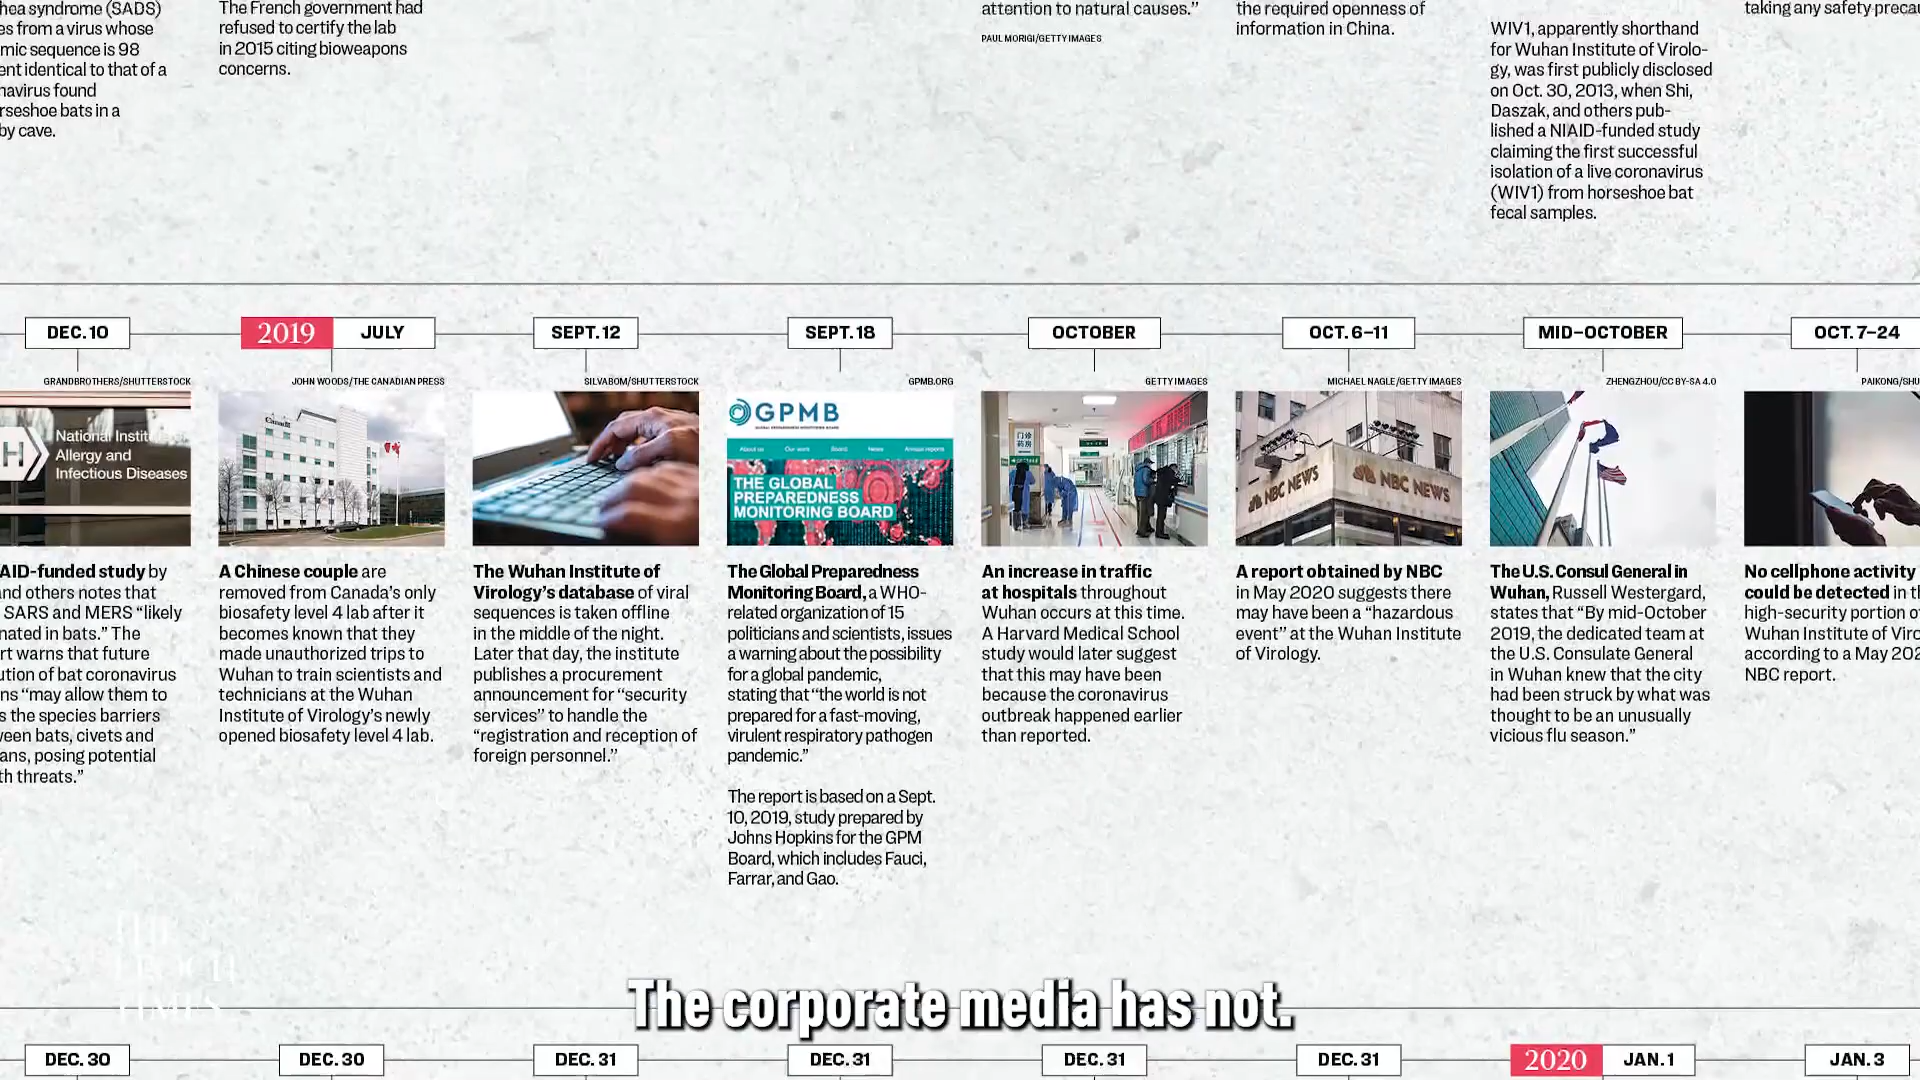 hea syndrome (SADS)
es from a virus whose
mic sequence is 98
ent identical to that of a
navirus found
rseshoe bats in a
by cave.
The French government had
refused to certify the lab
in 2015 citing bioweapons
concerns.
attention to natural causes.”
PAUL MORIGI/GETTY IMAGES
the required openness of
information in China.
WIV1, apparently shorthand
for Wuhan Institute of Virolo-
gy, was first publicly disclosed
on Oct. 30, 2013, when Shi,
Daszak, and others pub-
lished a NIAID-funded study
claiming the first successful
isolation of a live coronavirus
(WIV1) from horseshoe bat
fecal samples.
taking any safety precau
DEC. 10
GRANDBROTHERS/SHUTTERSTOCK
H
National Institute of
Allergy and
Infectious Diseases
AID-funded study by
and others notes that
SARS and MERS “likely
nated in bats.” The
rt warns that future
ution of bat coronavirus
ns “may allow them to
s the species barriers
ween bats, civets and
ans, posing potential
th threats.”
2019 JULY
JOHN WOODS/THE CANADIAN PRESS
Canada
A Chinese couple are
removed from Canada’s only
biosafety level 4 lab after it
becomes known that they
made unauthorized trips to
Wuhan to train scientists and
technicians at the Wuhan
Institute of Virology’s newly
opened biosafety level 4 lab.
SEPT. 12
SILVABOM/SHUTTERSTOCK
The Wuhan Institute of
Virology’s database of viral
sequences is taken offline
in the middle of the night.
Later that day, the institute
publishes a procurement
announcement for “security
services” to handle the
“registration and reception of
foreign personnel.”
SEPT. 18
GPMB.ORG
GPMB
GLOBAL PREPAREDNESS MONITORING BOARD
About us Our work Board News Annual reports
THE GLOBAL
PREPAREDNESS
MONITORING BOARD
The Global Preparedness
Monitoring Board, a WHO-
related organization of 15
politicians and scientists, issues
a warning about the possibility
for a global pandemic,
stating that “the world is not
prepared for a fast-moving,
virulent respiratory pathogen
pandemic.”
The report is based on a Sept.
10, 2019, study prepared by
Johns Hopkins for the GPM
Board, which includes Fauci,
Farrar, and Gao.
OCTOBER
GETTY IMAGES
门诊
药房
An increase in traffic
at hospitals throughout
Wuhan occurs at this time.
A Harvard Medical School
study would later suggest
that this may have been
because the coronavirus
outbreak happened earlier
than reported.
OCT. 6–11
MICHAEL NAGLE/GETTY IMAGES
NBC NEWS
NBC NEWS
A report obtained by NBC
in May 2020 suggests there
may have been a “hazardous
event” at the Wuhan Institute
of Virology.
MID–OCTOBER
ZHENGZHOU/CC BY-SA 4.0
The U.S. Consul General in
Wuhan, Russell Westergard,
states that “By mid-October
2019, the dedicated team at
the U.S. Consulate General
in Wuhan knew that the city
had been struck by what was
thought to be an unusually
vicious flu season.”
OCT. 7–24
PAIKONG/SHU
No cellphone activity
could be detected in th
high-security portion o
Wuhan Institute of Viro
according to a May 202
NBC report.
THE
EPOCH
TIMES
The corporate media has not.
DEC. 30
DEC. 30
DEC. 31
DEC. 31
DEC. 31
DEC. 31
2020 JAN. 1
JAN. 3